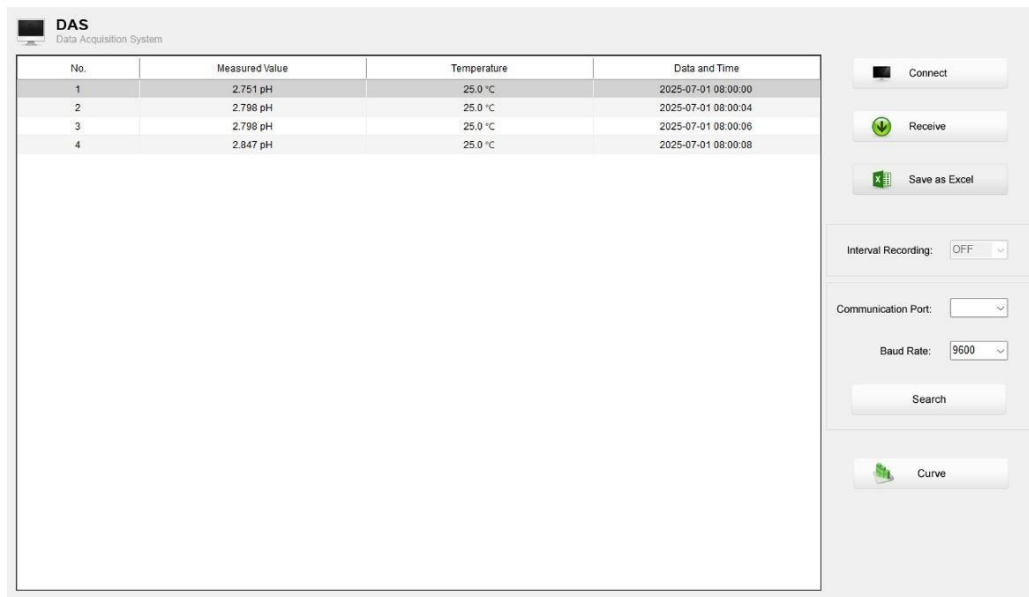 DAS
Data Acquisition System
No. Measured Value Temperature Data and Time
1 2.751 pH 25.0 °C 2025-07-01 08:00:00
2 2.798 pH 25.0 °C 2025-07-01 08:00:04
3 2.798 pH 25.0 °C 2025-07-01 08:00:06
4 2.847 pH 25.0 °C 2025-07-01 08:00:08
Connect
Receive
Save as Excel
Interval Recording: OFF
Communication Port:
Baud Rate: 9600
Search
Curve